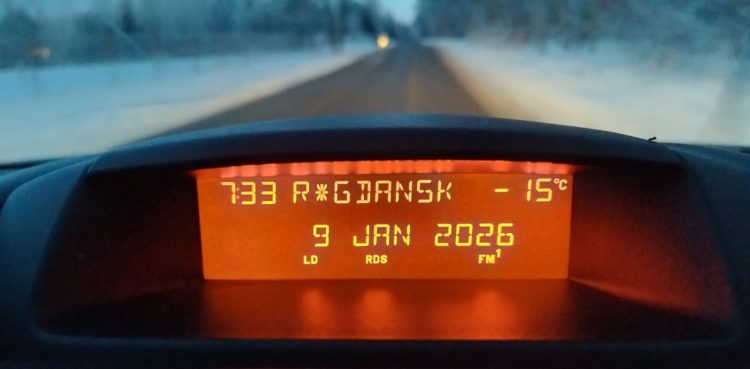 7:33 R*GDANSK -15°C
9 JAN 2026
LD RDS FM1